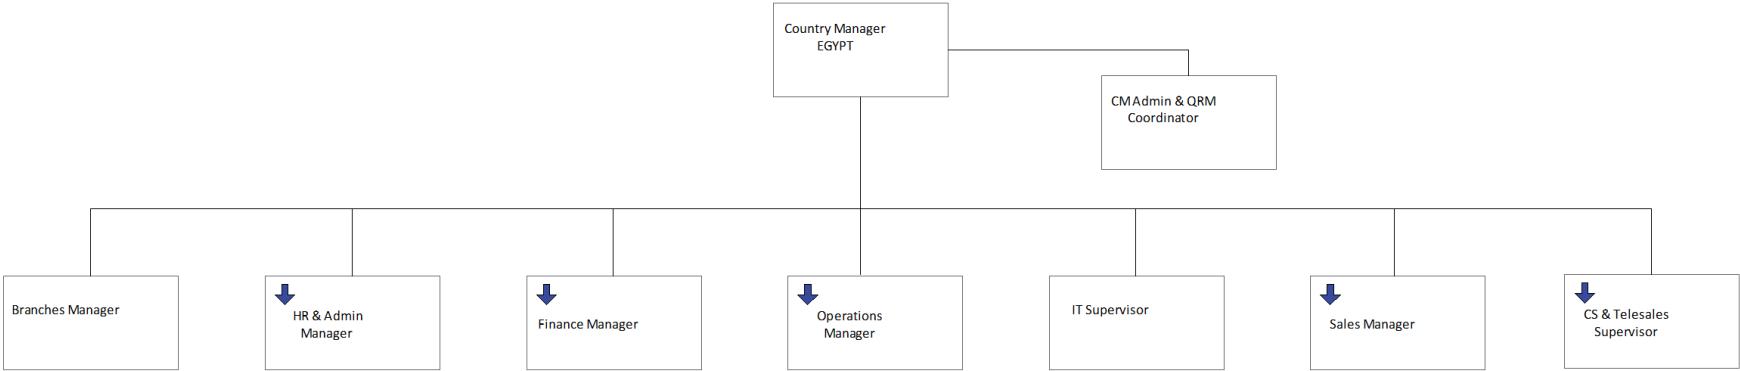 Country Manager
EGYPT
CM Admin & QRM
Coordinator
Branches Manager
HR & Admin
Manager
Finance Manager
Operations
Manager
IT Supervisor
Sales Manager
CS & Telesales
Supervisor